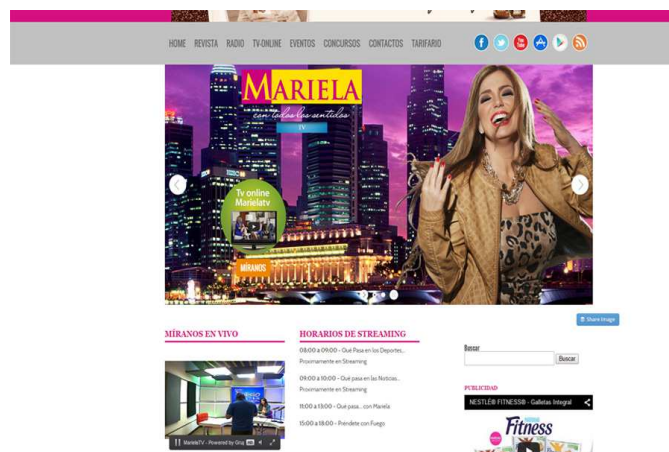 HOME REVISTA RADIO TV-ONLINE EVENTOS CONCURSOS CONTACTOS TARIFARIO
MARIELA
con todos los sentidos
TV
Tv online
Marielatv
MÍRANOS
Share Image
MÍRANOS EN VIVO
HORARIOS DE STREAMING
08:00 a 09:00 - Qué Pasa en los Deportes..
Proximamente en Streaming
09:00 a 10:00 - Qué pasa en las Noticias..
Proximamente en Streaming
11:00 a 13:00 - Qué pasa... con Mariela
15:00 a 18:00 - Préndete con Fuego
MarielaTV - Powered by
Buscar
Buscar
PUBLICIDAD
NESTLÉ® FITNESS® - Galletas Integral
Fitness